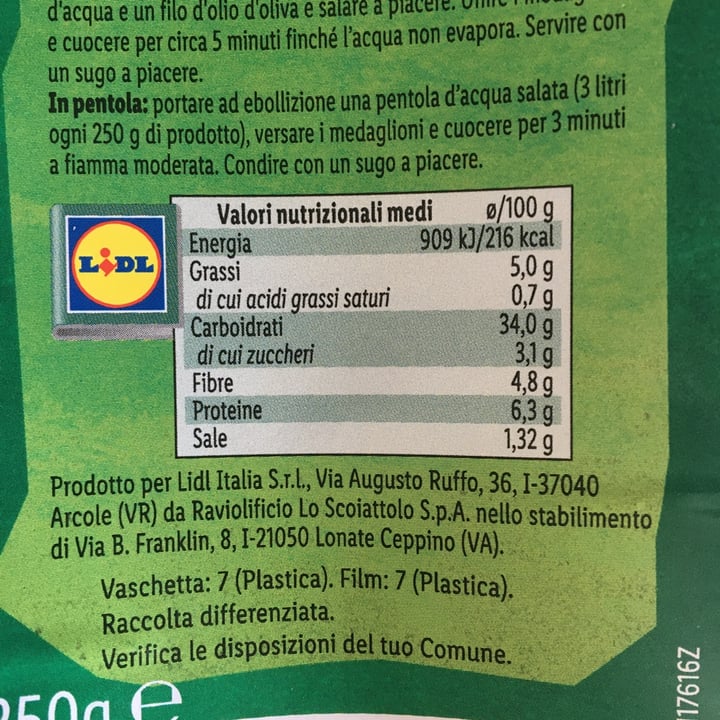 d'acqua e un filo d'olio d'oliva e salare a piacere.
e cuocere per circa 5 minuti finché l'acqua non evapora. Servire con
un sugo a piacere.
In pentola: portare ad ebollizione una pentola d'acqua salata (3 litri
ogni 250 g di prodotto), versare i medaglioni e cuocere per 3 minuti
a fiamma moderata. Condire con un sugo a piacere.
LIDL
Valori nutrizionali medi ø/100 g
Energia 909 kJ/216 kcal
Grassi 5,0 g
di cui acidi grassi saturi 0,7 g
Carboidrati 34,0 g
di cui zuccheri 3,1 g
Fibre 4,8 g
Proteine 6,3 g
Sale 1,32 g
Prodotto per Lidl Italia S.r.l., Via Augusto Ruffo, 36, I-37040
Arcole (VR) da Raviolificio Lo Scoiattolo S.p.A. nello stabilimento
di Via B. Franklin, 8, I-21050 Lonate Ceppino (VA).
Vaschetta: 7 (Plastica). Film: 7 (Plastica).
Raccolta differenziata.
Verifica le disposizioni del tuo Comune.
250g e
17616Z